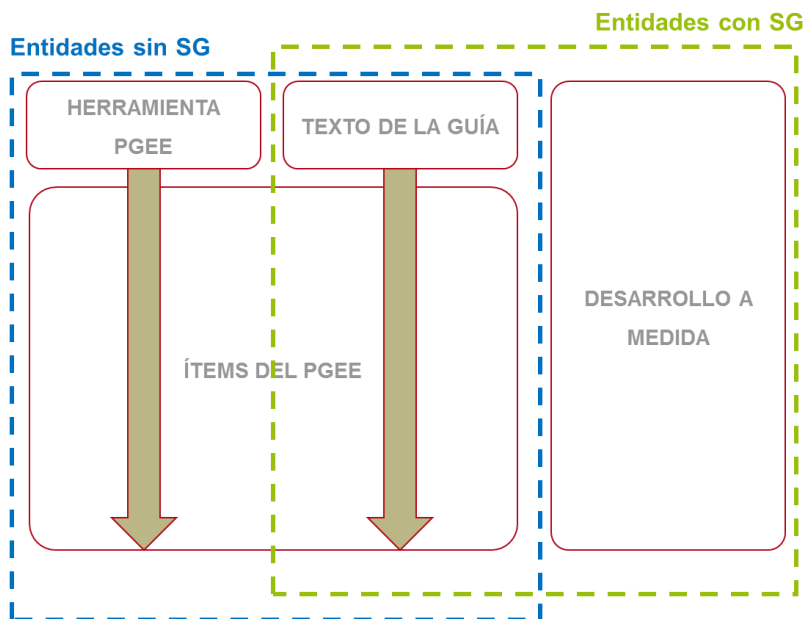 Entidades con SG
Entidades sin SG
HERRAMIENTA
PGEE
TEXTO DE LA GUÍA
DESARROLLO A
MEDIDA
ÍTEMS DEL PGEE